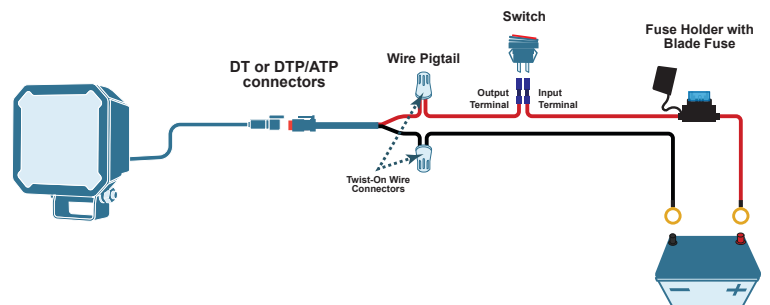 Switch
Fuse Holder with
Blade Fuse
Wire Pigtail
DT or DTP/ATP
connectors
Output
Terminal
Input
Terminal
Twist-On Wire
Connectors
− +